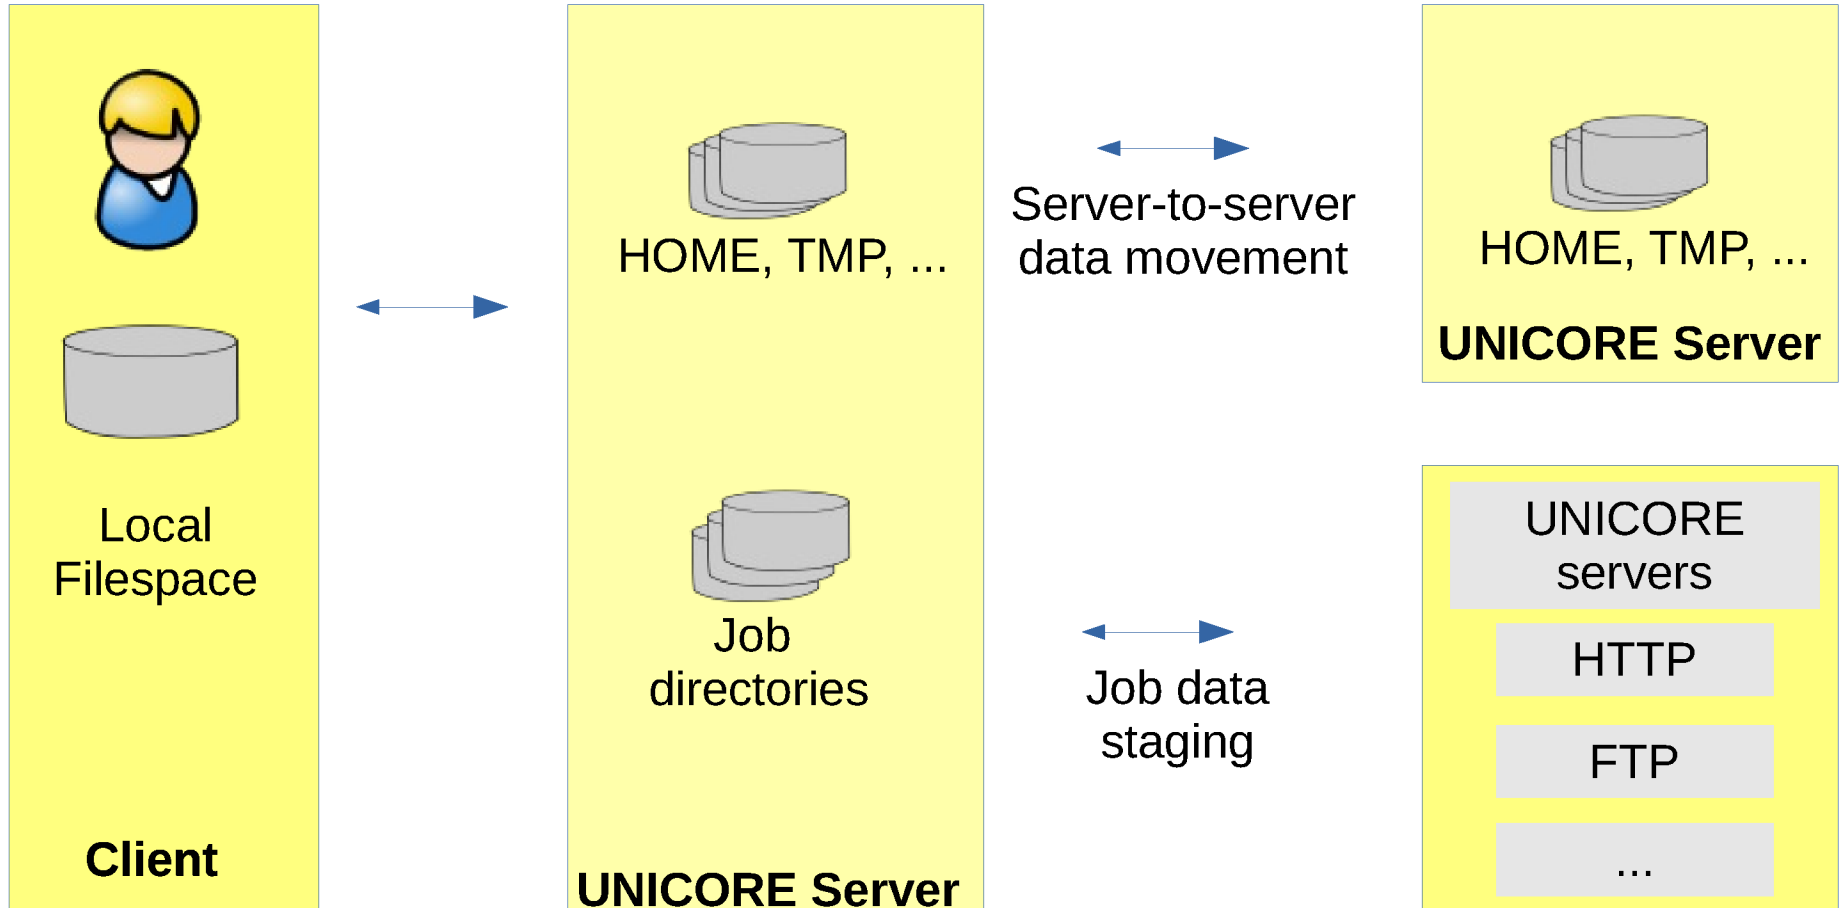 Local
Filespace
Client
HOME, TMP, ...
Job
directories
UNICORE Server
Server-to-server
data movement
Job data
staging
HOME, TMP, ...
UNICORE Server
UNICORE
servers
HTTP
FTP
...